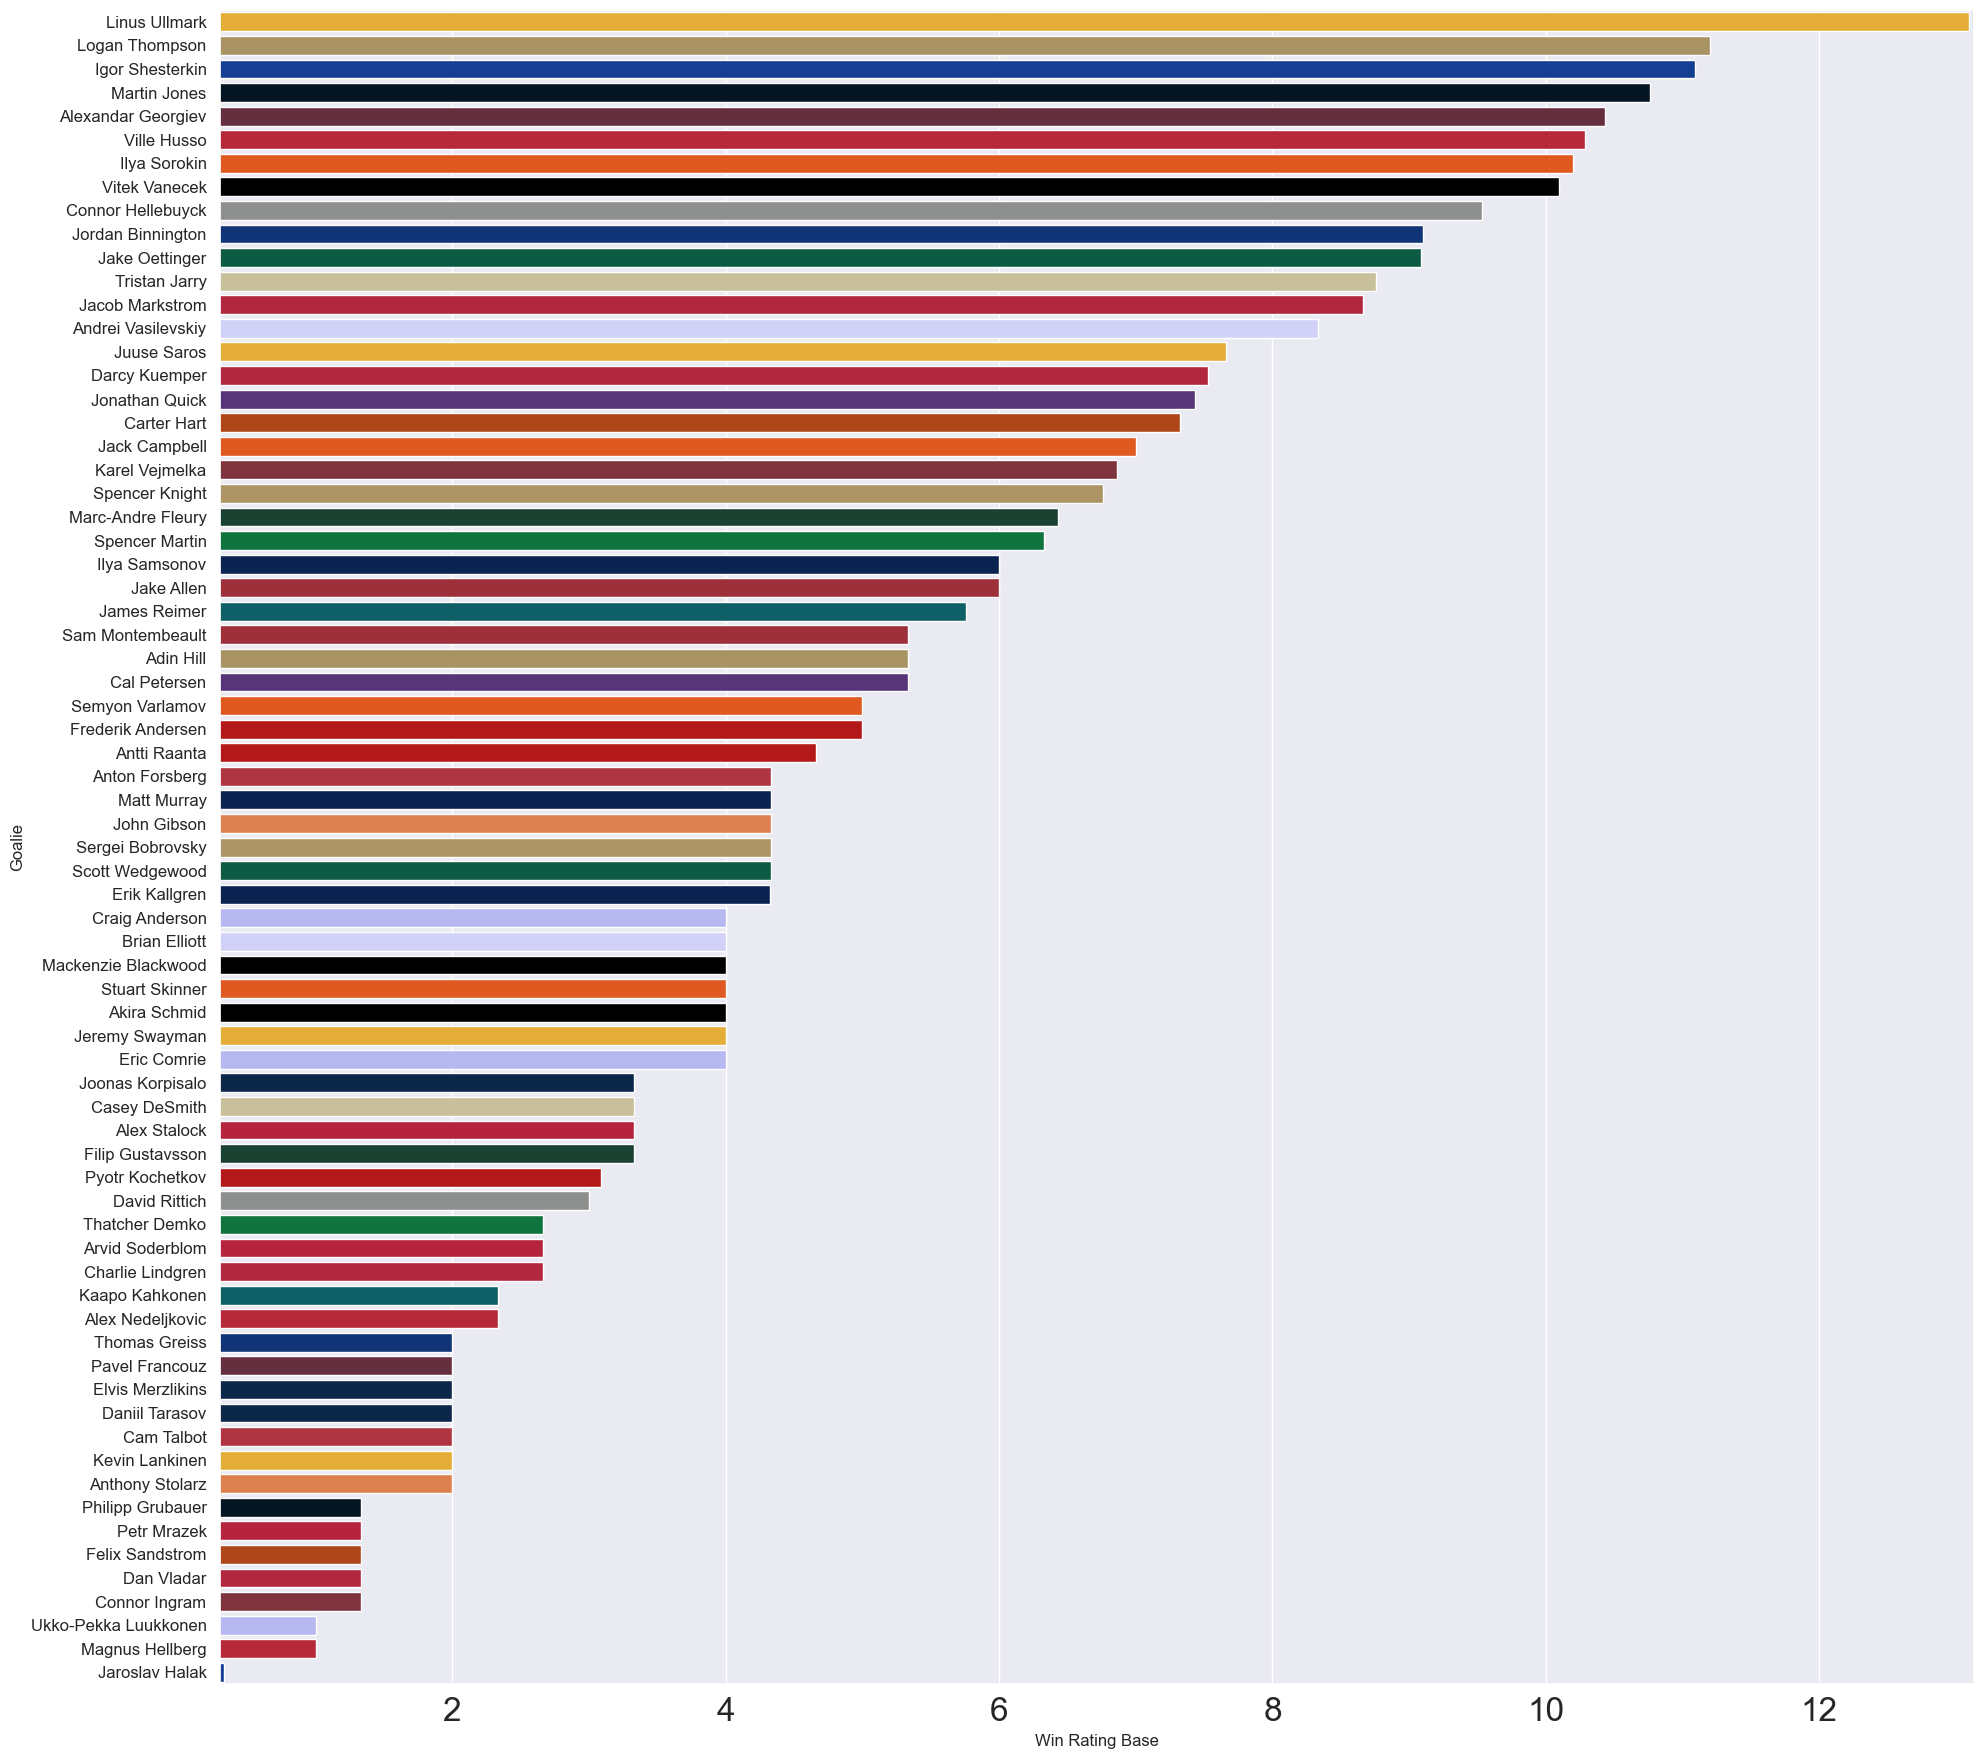 Linus Ullmark
Logan Thompson
Igor Shesterkin
Martin Jones
Alexandar Georgiev
Ville Husso
Ilya Sorokin
Vitek Vanecek
Connor Hellebuyck
Jordan Binnington
Jake Oettinger
Tristan Jarry
Jacob Markstrom
Andrei Vasilevskiy
Juuse Saros
Darcy Kuemper
Jonathan Quick
Carter Hart
Jack Campbell
Karel Vejmelka
Spencer Knight
Marc-Andre Fleury
Spencer Martin
Ilya Samsonov
Jake Allen
James Reimer
Sam Montembeault
Adin Hill
Cal Petersen
Semyon Varlamov
Frederik Andersen
Antti Raanta
Anton Forsberg
Matt Murray
John Gibson
Sergei Bobrovsky
Scott Wedgewood
Erik Kallgren
Craig Anderson
Brian Elliott
Mackenzie Blackwood
Stuart Skinner
Akira Schmid
Jeremy Swayman
Eric Comrie
Joonas Korpisalo
Casey DeSmith
Alex Stalock
Filip Gustavsson
Pyotr Kochetkov
David Rittich
Thatcher Demko
Arvid Soderblom
Charlie Lindgren
Kaapo Kahkonen
Alex Nedeljkovic
Thomas Greiss
Pavel Francouz
Elvis Merzlikins
Daniil Tarasov
Cam Talbot
Kevin Lankinen
Anthony Stolarz
Philipp Grubauer
Petr Mrazek
Felix Sandstrom
Dan Vladar
Connor Ingram
Ukko-Pekka Luukkonen
Magnus Hellberg
Jaroslav Halak
Goalie
2 4 6 8 10 12
Win Rating Base